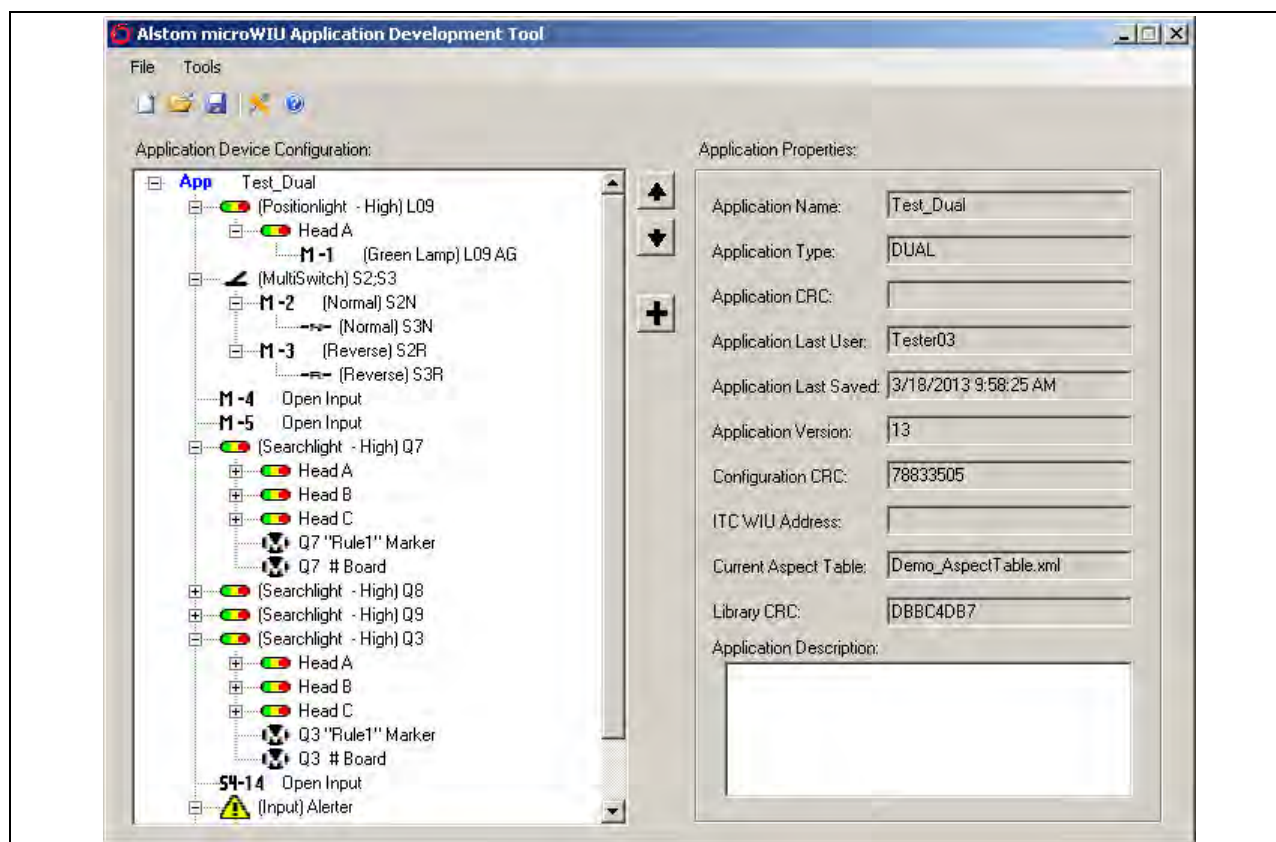 Alstom microWIU Application Development Tool
File Tools
Application Device Configuration:
App Test_Dual
(Positionlight - High) L09
Head A
M -1 (Green Lamp) L09 AG
(MultiSwitch) S2;S3
M -2 (Normal) S2N
(Normal) S3N
M -3 (Reverse) S2R
(Reverse) S3R
M -4 Open Input
M -5 Open Input
(Searchlight - High) Q7
Head A
Head B
Head C
Q7 "Rule1" Marker
Q7 # Board
(Searchlight - High) Q8
(Searchlight - High) Q9
(Searchlight - High) Q3
Head A
Head B
Head C
Q3 "Rule1" Marker
Q3 # Board
S4-14 Open Input
(Input) Alerter
Application Properties:
Application Name: Test_Dual
Application Type: DUAL
Application CRC:
Application Last User: Tester03
Application Last Saved: 3/18/2013 9:58:25 AM
Application Version: 13
Configuration CRC: 78833505
ITC WIU Address:
Current Aspect Table: Demo_AspectTable.xml
Library CRC: DBBC4DB7
Application Description: